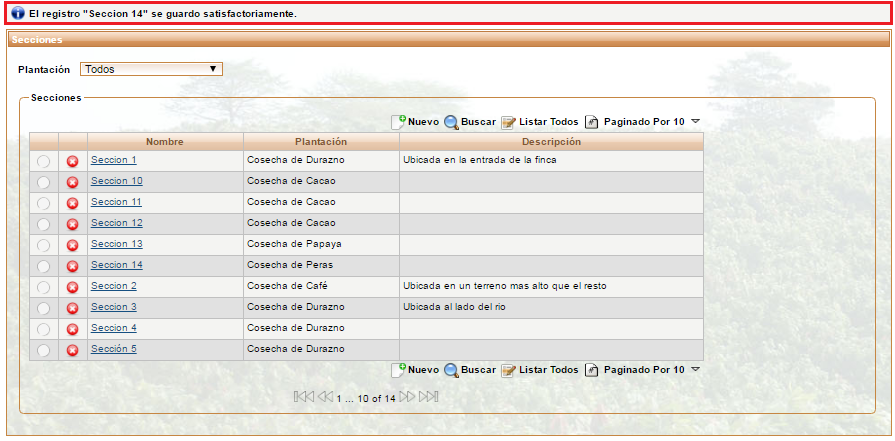 El registro "Seccion 14" se guardo satisfactoriamente.
Secciones
Plantación Todos
Secciones
Nuevo Buscar Listar Todos Paginado Por 10
Nombre Plantación Descripción
Seccion 1 Cosecha de Durazno Ubicada en la entrada de la finca
Seccion 10 Cosecha de Cacao
Seccion 11 Cosecha de Cacao
Seccion 12 Cosecha de Cacao
Seccion 13 Cosecha de Papaya
Seccion 14 Cosecha de Peras
Seccion 2 Cosecha de Café Ubicada en un terreno mas alto que el resto
Seccion 3 Cosecha de Durazno Ubicada al lado del rio
Seccion 4 Cosecha de Durazno
Sección 5 Cosecha de Durazno
Nuevo Buscar Listar Todos Paginado Por 10
1 ... 10 of 14